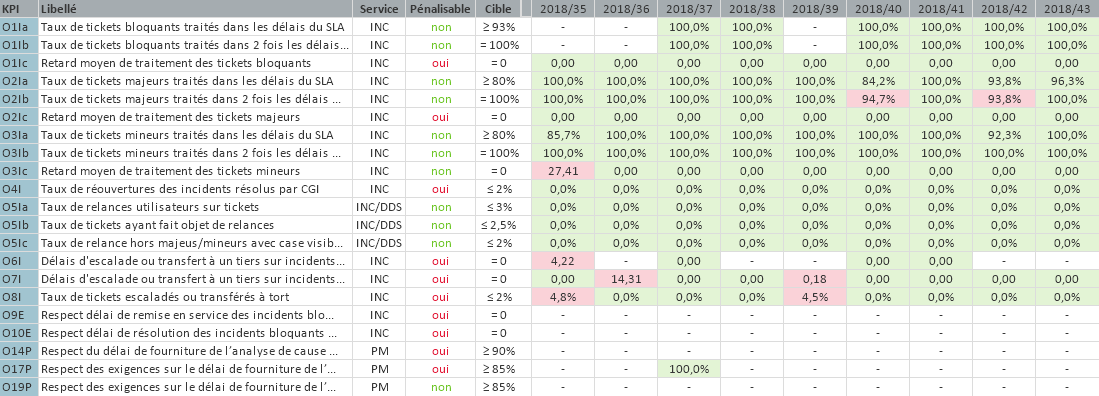 KPI Libellé Service Pénalisable Cible 2018/35 2018/36 2018/37 2018/38 2018/39 2018/40 2018/41 2018/42 2018/43
O1Ia Taux de tickets bloquants traités dans les délais du SLA INC non ≥ 93% - - 100,0% 100,0% - 100,0% 100,0% 100,0% 100,0%
O1Ib Taux de tickets bloquants traités dans 2 fois les délais... INC non = 100% - - 100,0% 100,0% - 100,0% 100,0% 100,0% 100,0%
O1Ic Retard moyen de traitement des tickets bloquants INC oui = 0 0,00 0,00 0,00 0,00 0,00 0,00 0,00 0,00 0,00
O2Ia Taux de tickets majeurs traités dans les délais du SLA INC non ≥ 80% 100,0% 100,0% 100,0% 100,0% 100,0% 84,2% 100,0% 93,8% 96,3%
O2Ib Taux de tickets majeurs traités dans 2 fois les délais ... INC non = 100% 100,0% 100,0% 100,0% 100,0% 100,0% 94,7% 100,0% 93,8% 100,0%
O2Ic Retard moyen de traitement des tickets majeurs INC oui = 0 0,00 0,00 0,00 0,00 0,00 0,00 0,00 0,00 0,00
O3Ia Taux de tickets mineurs traités dans les délais du SLA INC non ≥ 80% 85,7% 100,0% 100,0% 100,0% 100,0% 100,0% 100,0% 92,3% 100,0%
O3Ib Taux de tickets mineurs traités dans 2 fois les délais ... INC non = 100% 100,0% 100,0% 100,0% 100,0% 100,0% 100,0% 100,0% 100,0% 100,0%
O3Ic Retard moyen de traitement des tickets mineurs INC non = 0 27,41 0,00 0,00 0,00 0,00 0,00 0,00 0,00 0,00
O4I Taux de réouvertures des incidents résolus par CGI INC oui ≤ 2% 0,0% 0,0% 0,0% 0,0% 0,0% 0,0% 0,0% 0,0% 0,0%
O5Ia Taux de relances utilisateurs sur tickets INC/DDS non ≤ 3% 0,0% 0,0% 0,0% 0,0% 0,0% 0,0% 0,0% 0,0% 0,0%
O5Ib Taux de tickets ayant fait objet de relances INC/DDS non ≤ 2,5% 0,0% 0,0% 0,0% 0,0% 0,0% 0,0% 0,0% 0,0% 0,0%
O5Ic Taux de relance hors majeus/mineurs avec case visib... INC/DDS non ≤ 2% 0,0% 0,0% 0,0% 0,0% 0,0% 0,0% 0,0% 0,0% 0,0%
O6I Délais d'escalade ou transfert à un tiers sur incidents... INC oui = 0 4,22 - 0,00 - - 0,00 0,00 - -
O7I Délais d'escalade ou transfert à un tiers sur incidents... INC oui = 0 0,00 14,31 0,00 0,00 0,18 0,00 0,00 0,00 0,00
O8I Taux de tickets escaladés ou transférés à tort INC oui ≤ 2% 4,8% 0,0% 0,0% 0,0% 4,5% 0,0% 0,0% 0,0% 0,0%
O9E Respect délai de remise en service des incidents blo... INC oui = 0 - - - - - - - - -
O10E Respect délai de résolution des incidents bloquants ... INC oui = 0 - - - - - - - - -
O14P Respect du délai de fourniture de l'analyse de cause ... PM oui ≥ 90% - - - - - - - - -
O17P Respect des exigences sur le délai de fourniture de l'... PM oui ≥ 85% - - 100,0% - - - - - -
O19P Respect des exigences sur le délai de fourniture de l'... PM non ≥ 85% - - - - - - - - -